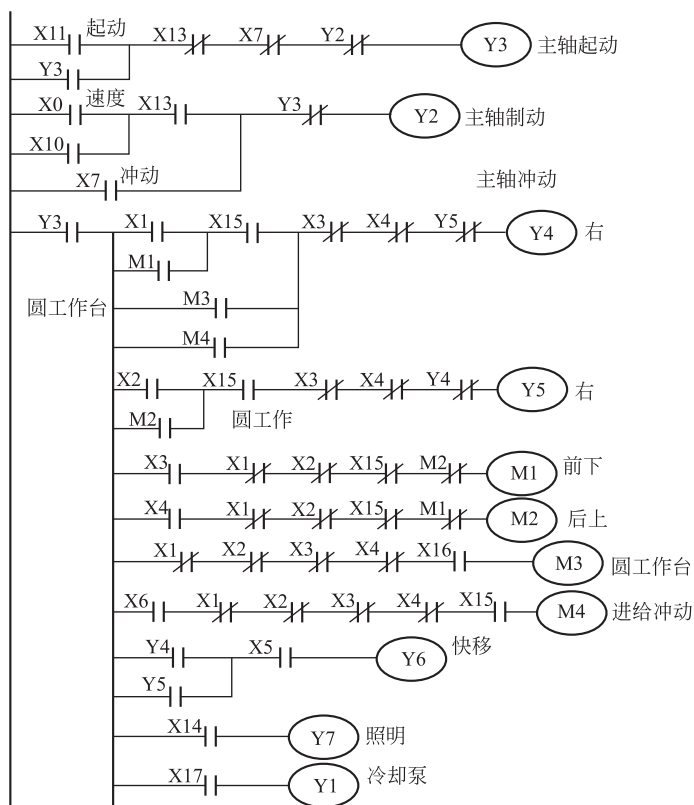 X11 起动 X13 X7 Y2 Y3 主轴起动
Y3
X0 速度 X13 Y3 Y2 主轴制动
X10
X7 冲动 主轴冲动
Y3 X1 X15 X3 X4 Y5 Y4 右
M1
圆工作台 M3
M4
X2 X15 X3 X4 Y4 Y5 右
M2 圆工作
X3 X1 X2 X15 M2 M1 前下
X4 X1 X2 X15 M1 M2 后上
X1 X2 X3 X4 X16 M3 圆工作台
X6 X1 X2 X3 X4 X15 M4 进给冲动
Y4 X5 Y6 快移
Y5
X14 Y7 照明
X17 Y1 冷却泵